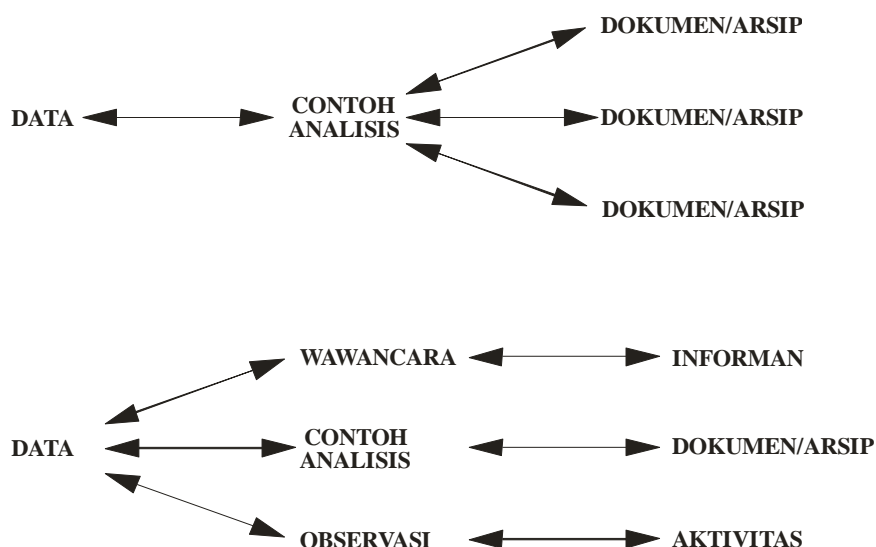 DOKUMEN/ARSIP
DATA
CONTOH
ANALISIS
DOKUMEN/ARSIP
DOKUMEN/ARSIP
WAWANCARA
INFORMAN
DATA
CONTOH
ANALISIS
DOKUMEN/ARSIP
OBSERVASI
AKTIVITAS